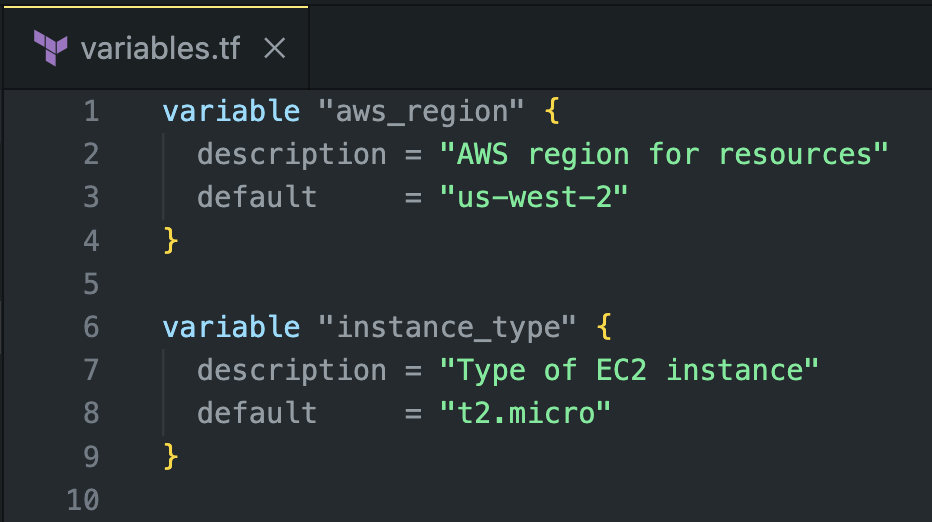 variables.tf
1 variable "aws_region" {
2   description = "AWS region for resources"
3   default     = "us-west-2"
4 }
5
6 variable "instance_type" {
7   description = "Type of EC2 instance"
8   default     = "t2.micro"
9 }
10